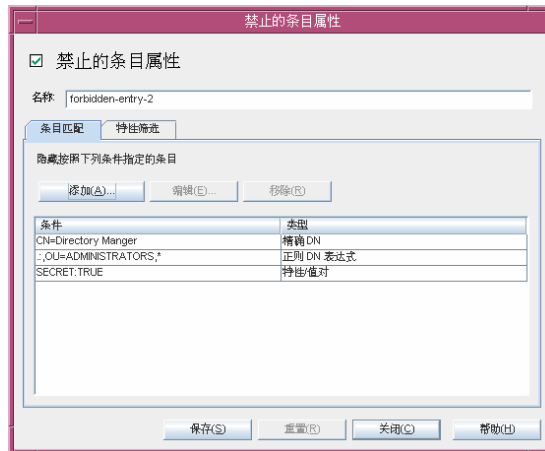 禁止的条目属性
禁止的条目属性
名称: forbidden-entry-2
条目匹配 特性筛选
隐藏按照下列条件指定的条目
添加(A)... 编辑(E)... 移除(R)
条件 类型
CN=Directory Manger 精确 DN
.:,OU=ADMINISTRATORS,* 正则 DN 表达式
SECRET:TRUE 特性/值对
保存(S) 重置(R) 关闭(C) 帮助(H)